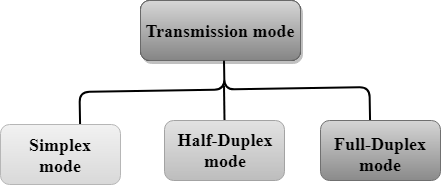 Transmission mode
Simplex
mode
Half-Duplex
mode
Full-Duplex
mode